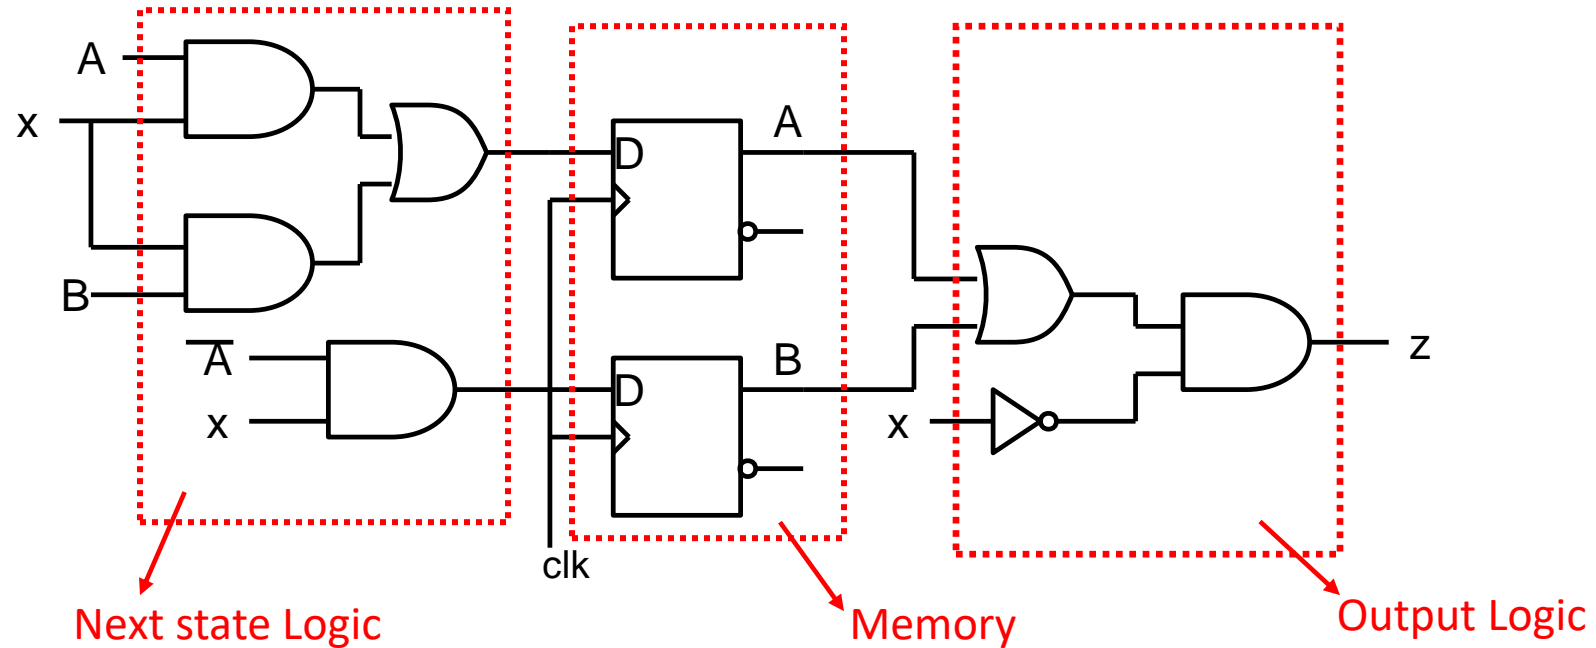 A
x
B
A̅
x
D
A
D
B
clk
x
z
Next state Logic
Memory
Output Logic